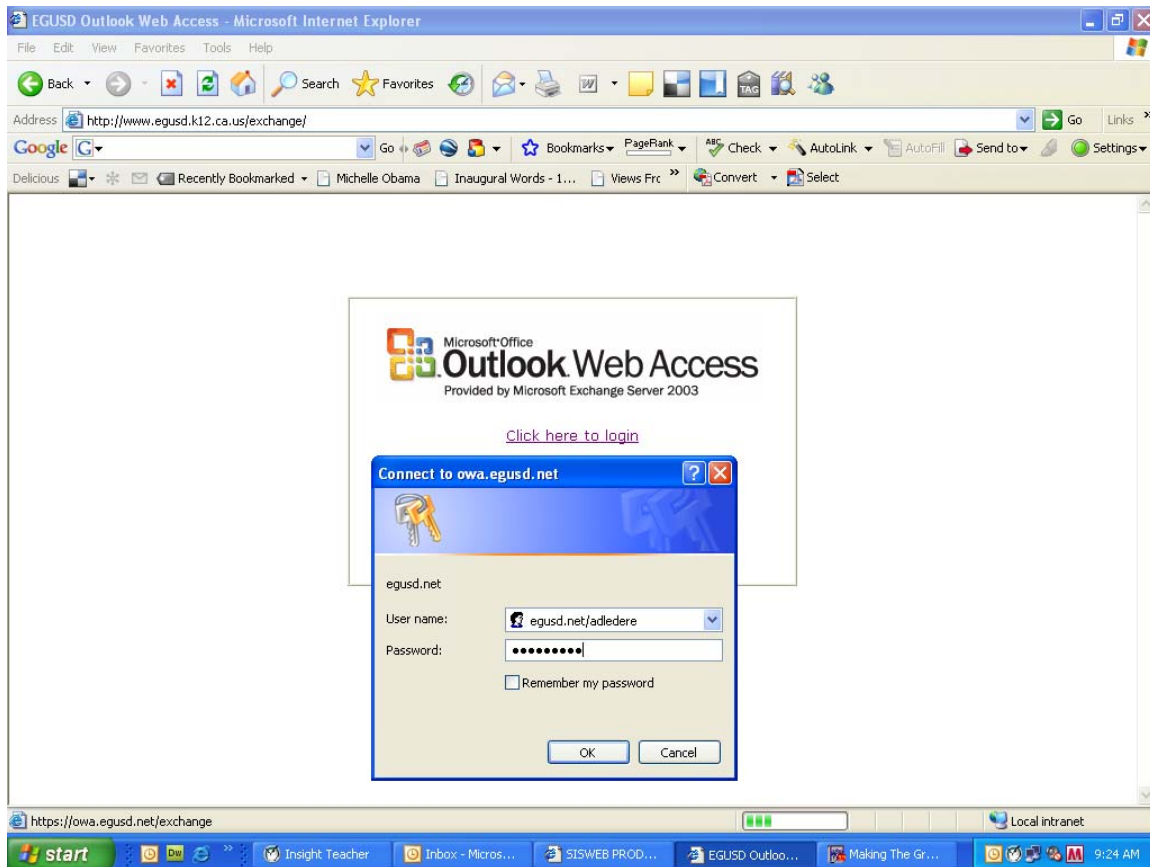 EGUSD Outlook Web Access - Microsoft Internet Explorer
File Edit View Favorites Tools Help
Back Search Favorites W TAG
Address http://www.egusd.k12.ca.us/exchange/ Go Links »
Google G Go Bookmarks PageRank ABC Check AutoLink AutoFill Send to Settings
Delicious Recently Bookmarked Michelle Obama Inaugural Words - 1... Views Frc » Convert Select
Microsoft Office
Outlook Web Access
Provided by Microsoft Exchange Server 2003
Click here to login
Connect to owa.egusd.net
egusd.net
User name: egusd.net/adledere
Password: •••••••••
Remember my password
OK Cancel
https://owa.egusd.net/exchange Local intranet
start Dw » Insight Teacher Inbox - Micros... SISWEB PROD... EGUSD Outloo... Making The Gr... M 9:24 AM